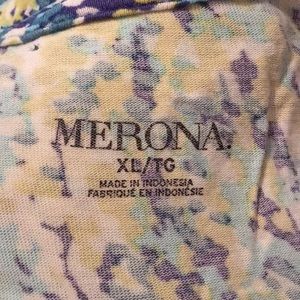 MERONA.
XL/TG
MADE IN INDONESIA
FABRIQUÉ EN INDONÉSIE